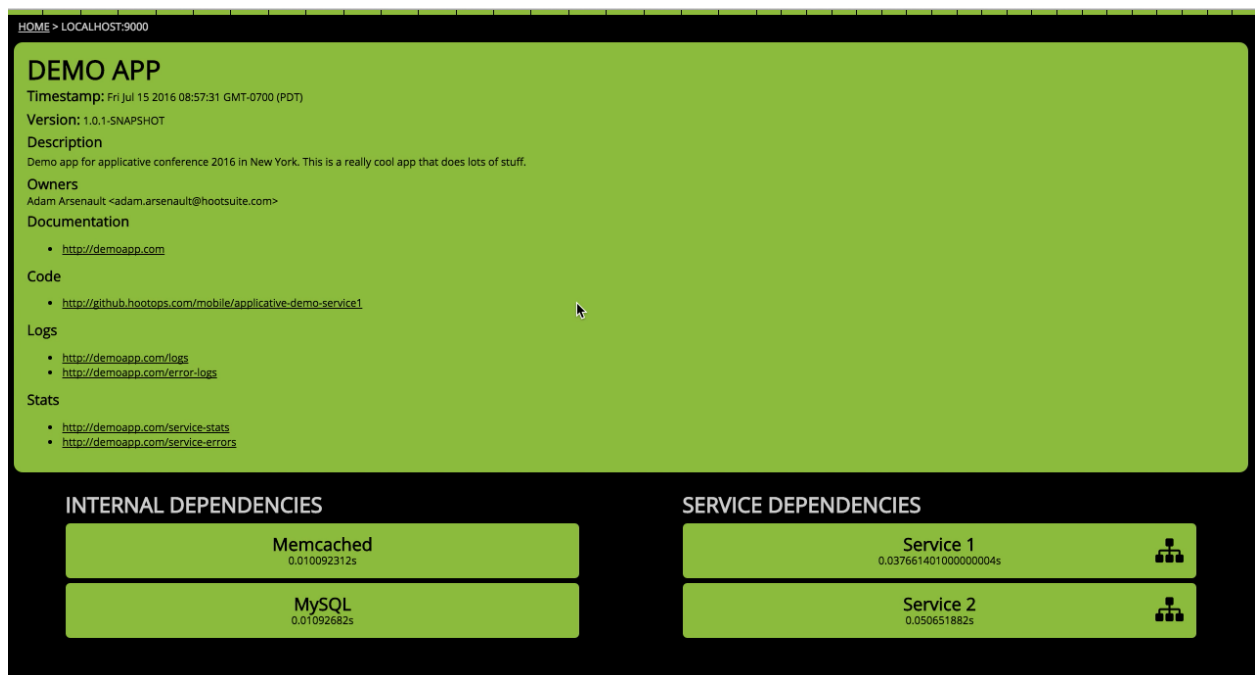 HOME > LOCALHOST:9000
DEMO APP
Timestamp: Fri Jul 15 2016 08:57:31 GMT-0700 (PDT)
Version: 1.0.1-SNAPSHOT
Description
Demo app for applicative conference 2016 in New York. This is a really cool app that does lots of stuff.
Owners
Adam Arsenault <adam.arsenault@hootsuite.com>
Documentation
• http://demoapp.com
Code
• http://github.hootops.com/mobile/applicative-demo-service1
Logs
• http://demoapp.com/logs
• http://demoapp.com/error-logs
Stats
• http://demoapp.com/service-stats
• http://demoapp.com/service-errors
INTERNAL DEPENDENCIES
Memcached
0.010092312s
MySQL
0.01092682s
SERVICE DEPENDENCIES
Service 1
0.037661401000000004s
Service 2
0.050651882s